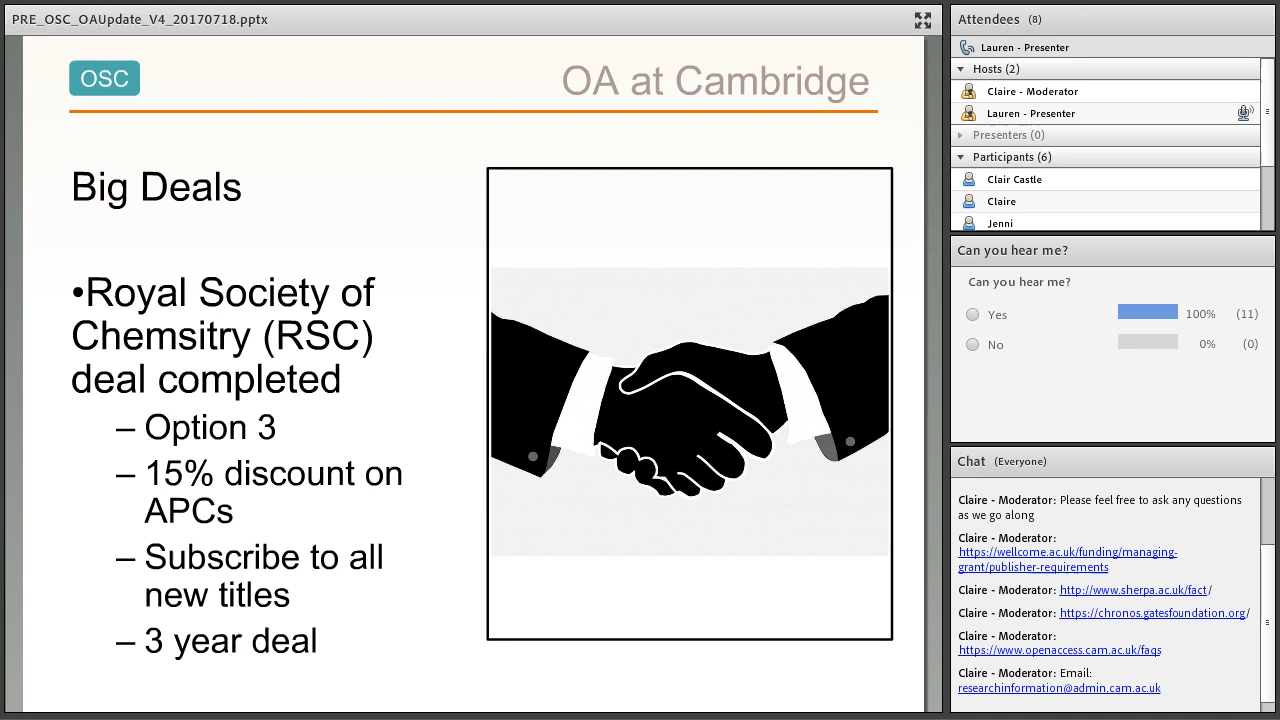 PRE_OSC_OAUpdate_V4_20170718.pptx
OSC
OA at Cambridge
Big Deals
•Royal Society of
Chemsitry (RSC)
deal completed
– Option 3
– 15% discount on
APCs
– Subscribe to all
new titles
– 3 year deal
Attendees (8)
Lauren - Presenter
Hosts (2)
Claire - Moderator
Lauren - Presenter
Presenters (0)
Participants (6)
Clair Castle
Claire
Jenni
Can you hear me?
Can you hear me?
Yes 100% (11)
No 0% (0)
Chat (Everyone)
Claire - Moderator: Please feel free to ask any questions
as we go along
Claire - Moderator:
https://wellcome.ac.uk/funding/managing-
grant/publisher-requirements
Claire - Moderator: http://www.sherpa.ac.uk/fact/
Claire - Moderator: https://chronos.gatesfoundation.org/
Claire - Moderator:
https://www.openaccess.cam.ac.uk/faqs
Claire - Moderator: Email:
researchinformation@admin.cam.ac.uk